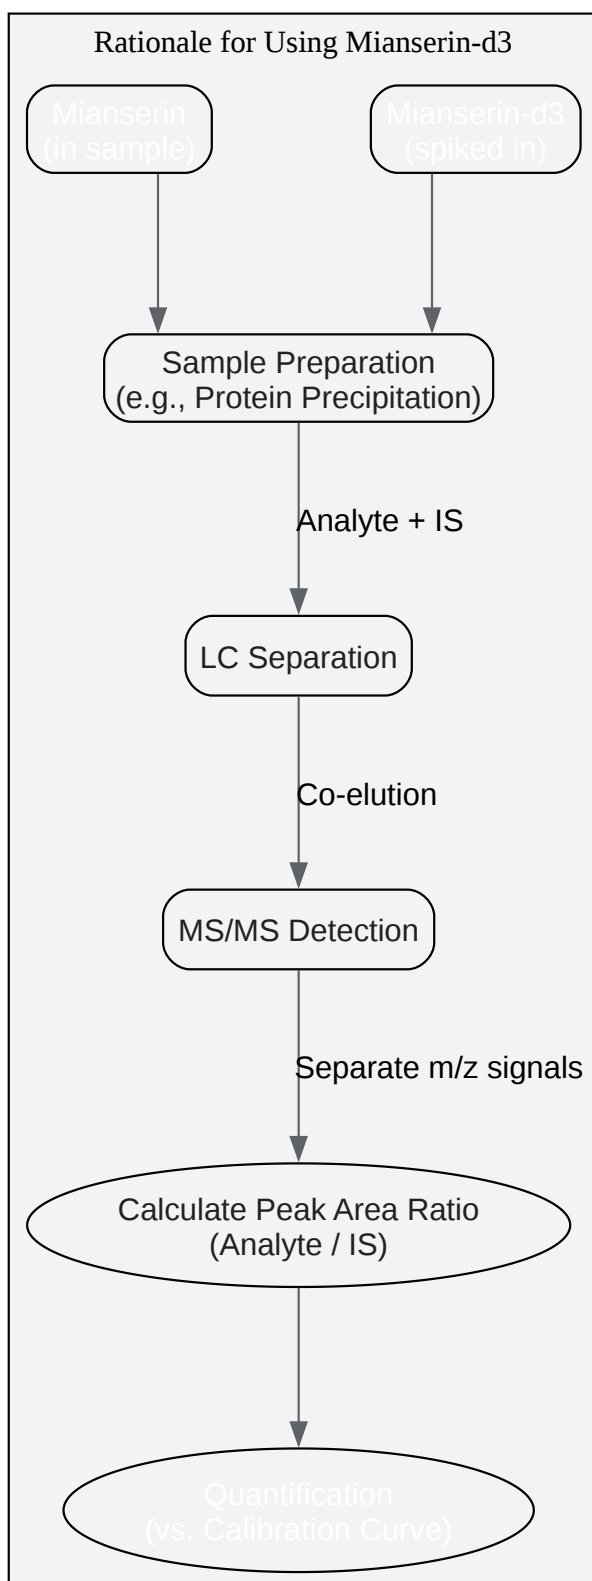 Rationale for Using Mianserin-d3
Mianserin
(in sample)
Mianserin-d3
(spiked in)
Sample Preparation
(e.g., Protein Precipitation)
Analyte + IS
LC Separation
Co-elution
MS/MS Detection
Separate m/z signals
Calculate Peak Area Ratio
(Analyte / IS)
Quantification
(vs. Calibration Curve)